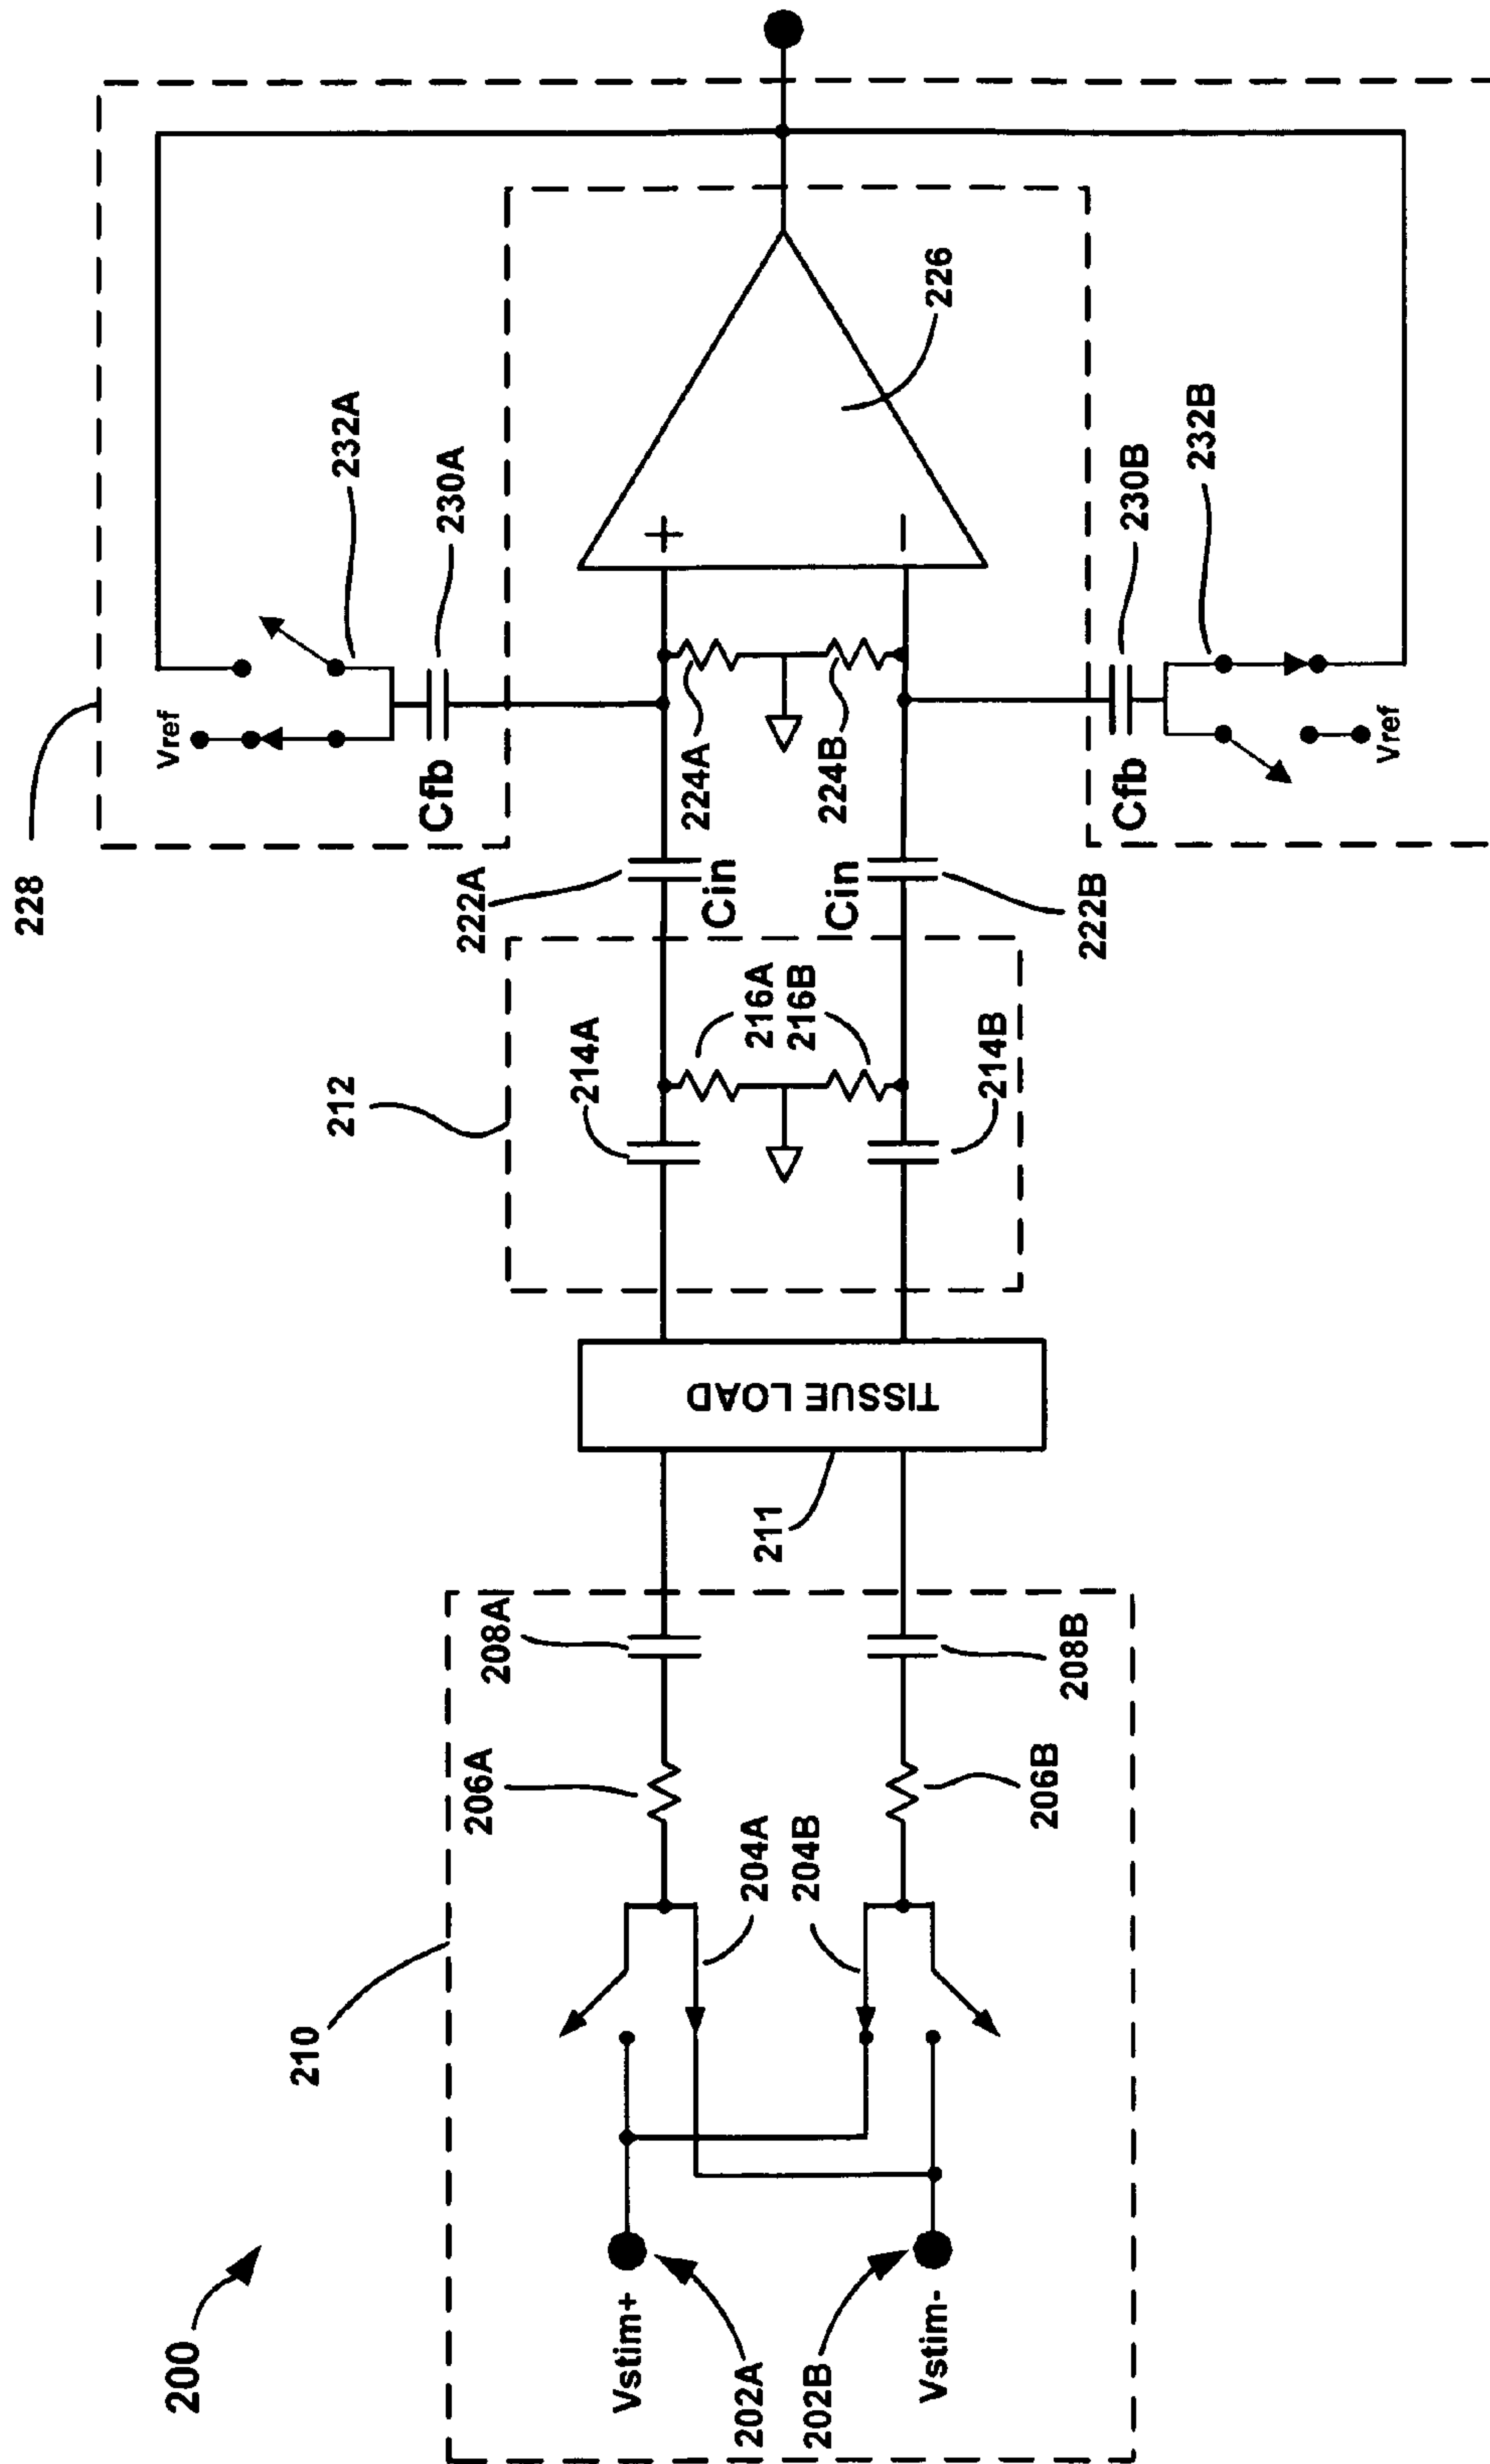 200
Vstim+
202A
202B
Vstim-
210
204A
204B
206A
206B
208A
208B
211
TISSUE LOAD
212
214A
216A
216B
214B
222A
Cin
Cin
222B
228
Vref
Cfb
230A
232A
224A
224B
+
−
226
Cfb
230B
232B
Vref